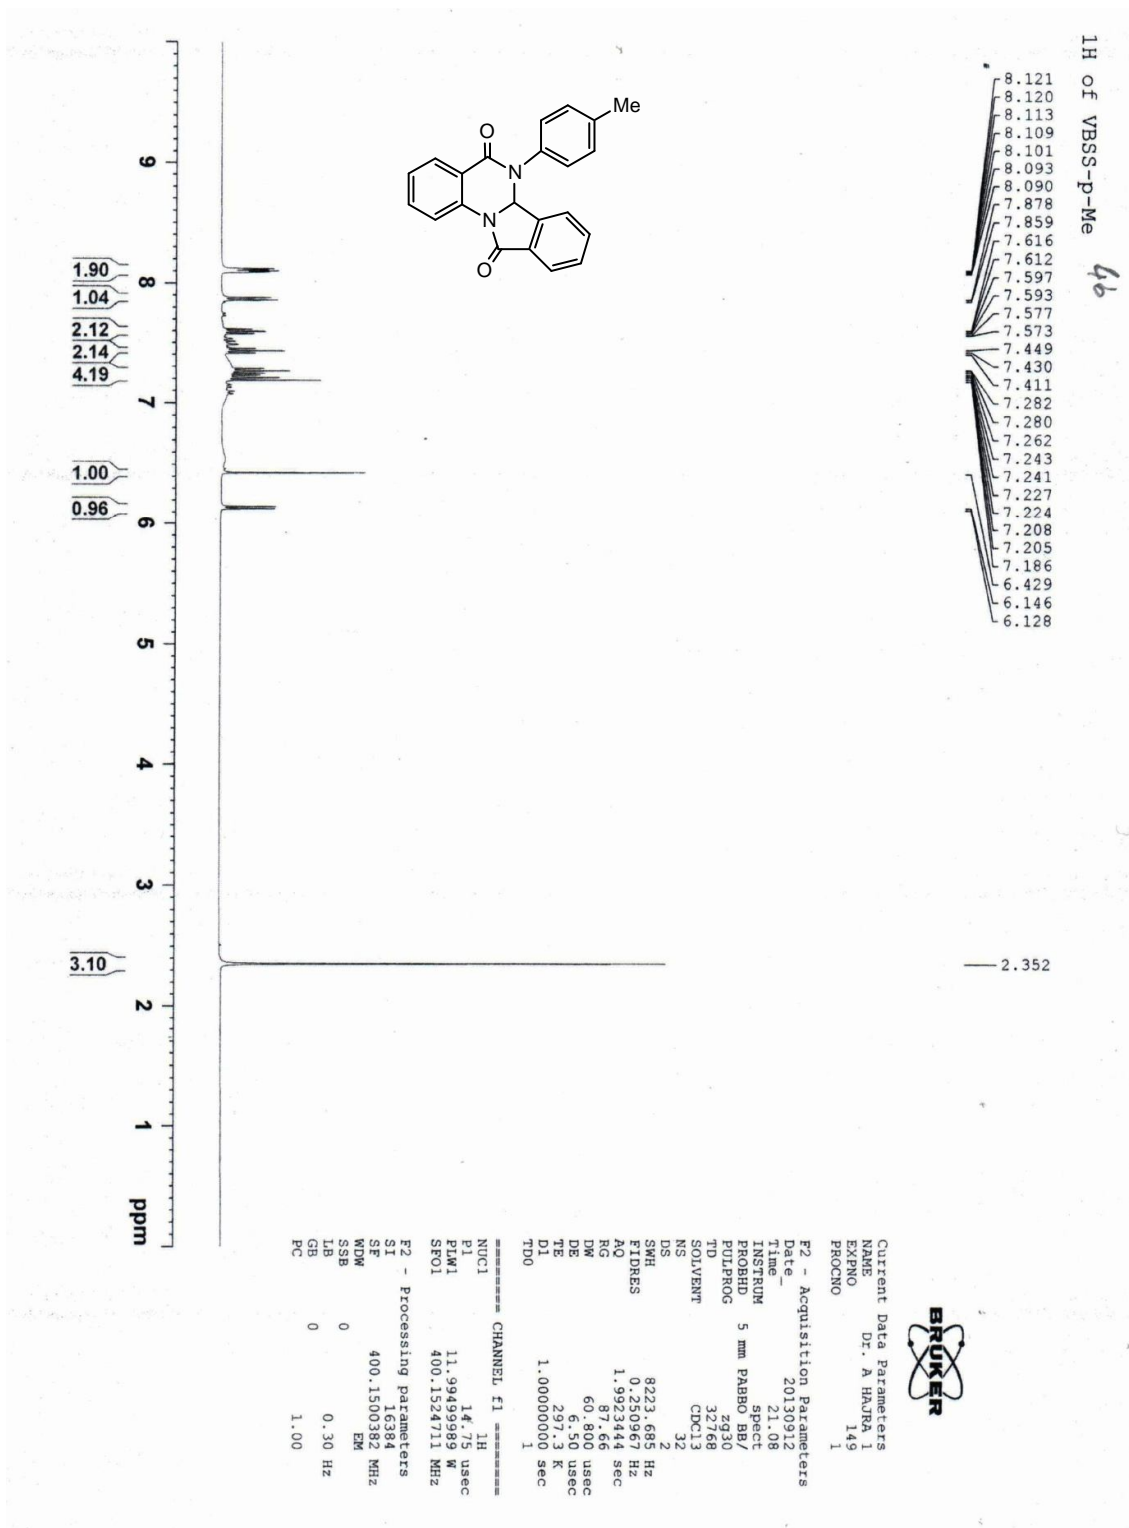 1H of VBSS-p-Me 4b
8.121
8.120
8.113
8.109
8.101
8.093
8.090
7.878
7.859
7.616
7.612
7.597
7.593
7.577
7.573
7.449
7.430
7.411
7.282
7.280
7.262
7.243
7.241
7.227
7.224
7.208
7.205
7.186
6.429
6.146
6.128
2.352
Me
O
N
N
O
9
8
7
6
5
4
3
2
1
ppm
1.90
1.04
2.12
2.14
4.19
1.00
0.96
3.10
BRUKER
Current Data Parameters
NAME Dr. A HAJRA 1
EXPNO 149
PROCNO 1
F2 - Acquisition Parameters
Date_ 20130912
Time 21.08
INSTRUM spect
PROBHD 5 mm PABBO BB/
PULPROG zg30
TD 32768
SOLVENT CDCl3
NS 32
DS 2
SWH 8223.685 Hz
FIDRES 0.250967 Hz
AQ 1.9923444 sec
RG 87.66
DW 60.800 usec
DE 6.50 usec
TE 297.3 K
D1 1.00000000 sec
TD0 1
======== CHANNEL f1 ========
NUC1 1H
P1 14.75 usec
PLW1 11.99499989 W
SFO1 400.1524711 MHz
F2 - Processing parameters
SI 16384
SF 400.1500382 MHz
WDW EM
SSB 0
LB 0.30 Hz
GB 0
PC 1.00